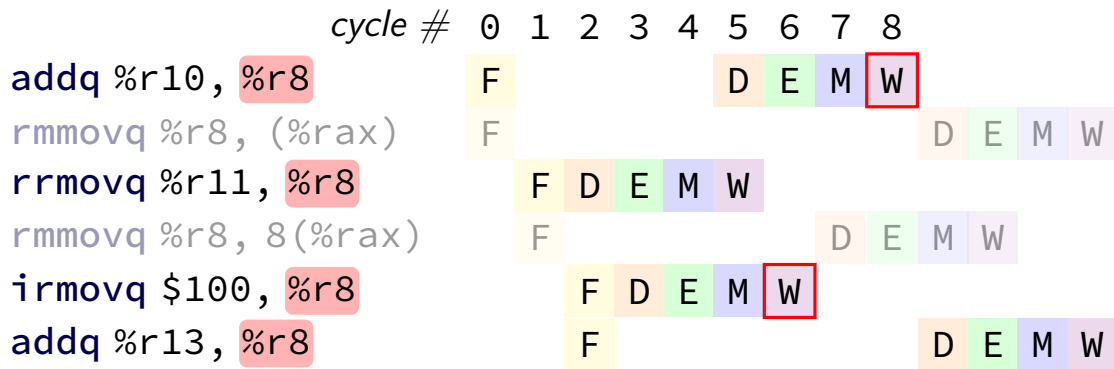 cycle # 0 1 2 3 4 5 6 7 8
addq %r10, %r8 F D E M W
rmmovq %r8, (%rax) F D E M W
rrmovq %r11, %r8 F D E M W
rmmovq %r8, 8(%rax) F D E M W
irmovq $100, %r8 F D E M W
addq %r13, %r8 F D E M W